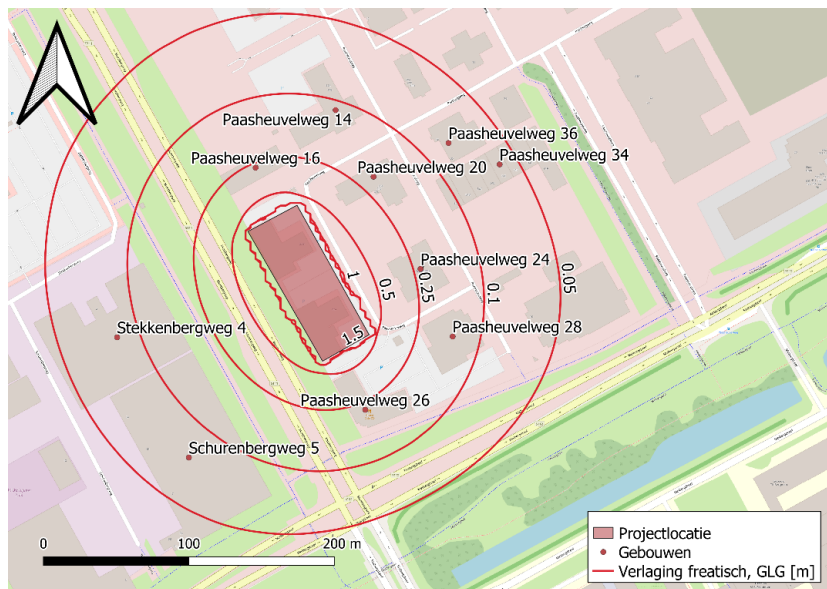 Paasheuvelweg 14
Paasheuvelweg 36
Paasheuvelweg 16
Paasheuvelweg 20
Paasheuvelweg 34
Paasheuvelweg 24
1
0.5
0.25
0.1
0.05
Stekkenbergweg 4
1.5
Paasheuvelweg 28
Paasheuvelweg 26
Schurenbergweg 5
0
100
200 m
Projectlocatie
Gebouwen
Verlaging freatisch, GLG [m]